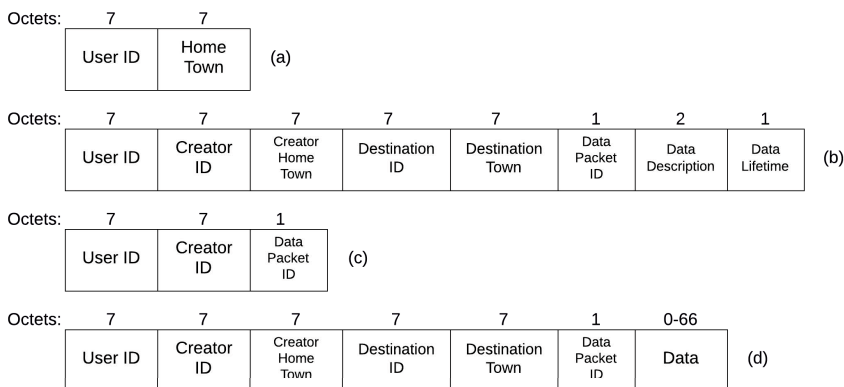 Octets: 7 7
User ID Home Town (a)
Octets: 7 7 7 7 7 1 2 1
User ID Creator ID Creator Home Town Destination ID Destination Town Data Packet ID Data Description Data Lifetime (b)
Octets: 7 7 1
User ID Creator ID Data Packet ID (c)
Octets: 7 7 7 7 7 1 0-66
User ID Creator ID Creator Home Town Destination ID Destination Town Data Packet ID Data (d)